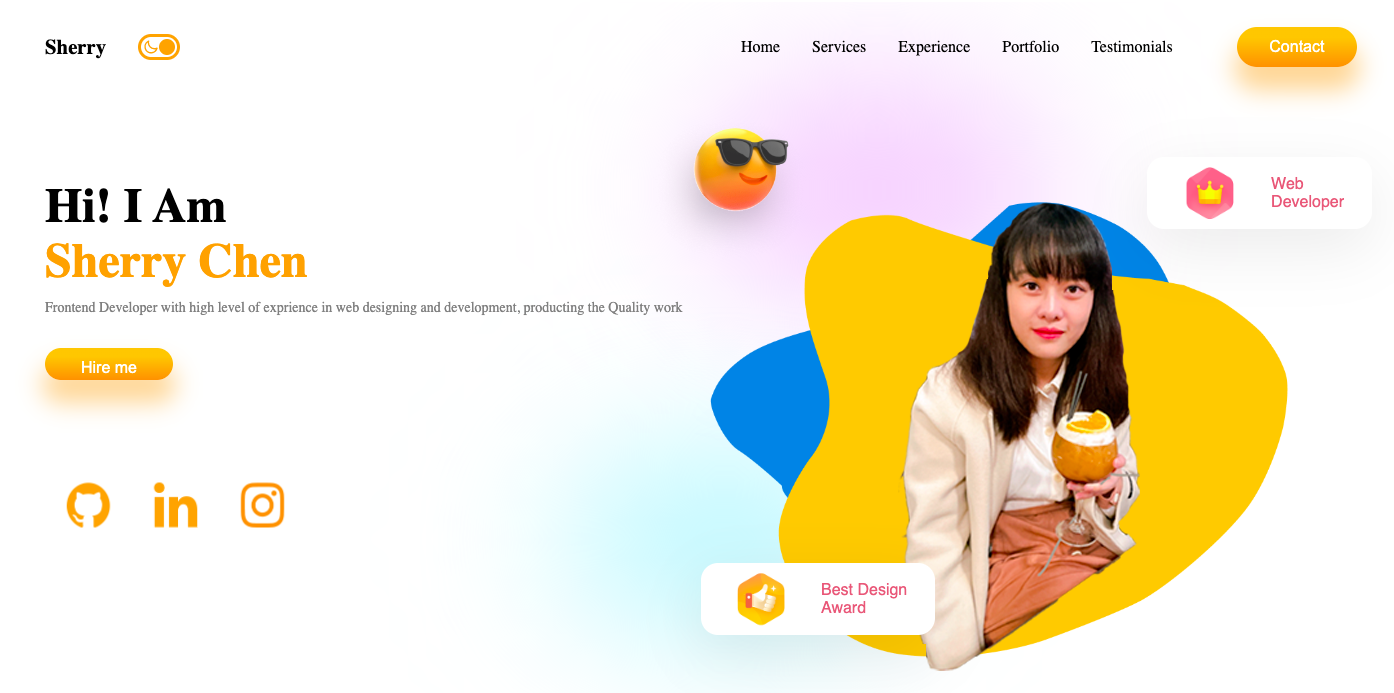 Sherry
Home
Services
Experience
Portfolio
Testimonials
Contact
Web
Developer
Hi! I Am
Sherry Chen
Frontend Developer with high level of exprience in web designing and development, producting the Quality work
Hire me
in
Best Design
Award